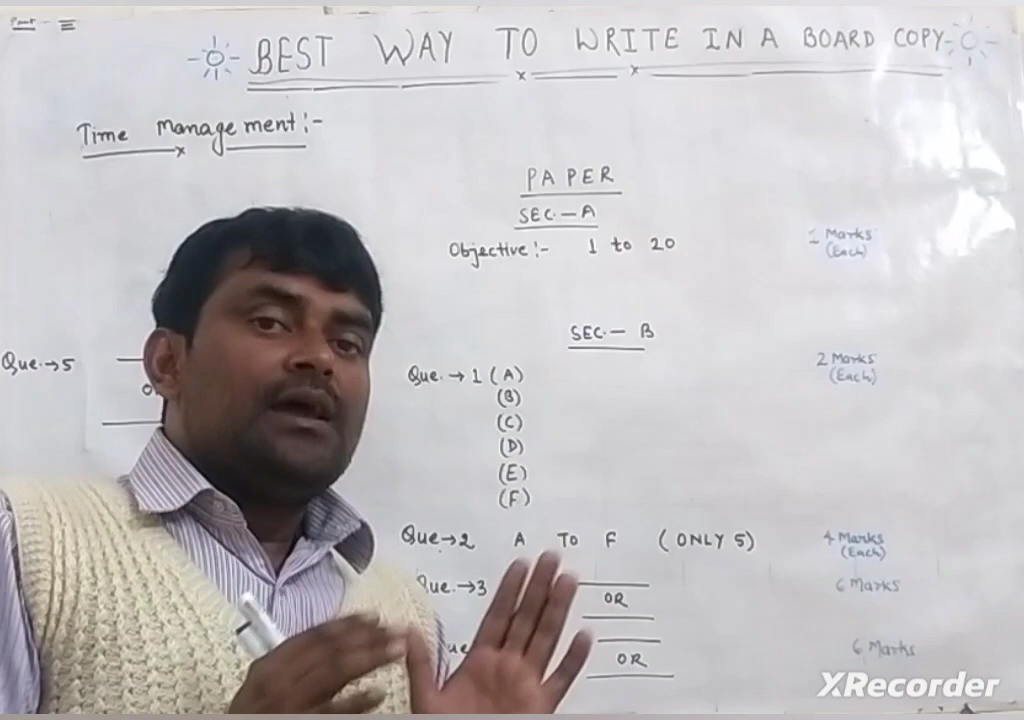 Part - III
BEST WAY TO WRITE IN A BOARD COPY
Time Management:-
PAPER
SEC.-A
Objective:- 1 to 20
1 Marks
(Each)
SEC.- B
2 Marks
(Each)
Que.→5
Que.→1 (A)
(B)
(C)
(D)
(E)
(F)
Que→2 A TO F (ONLY 5)
4 Marks
(Each)
Que.→3
OR
6 Marks
OR
6 Marks
XRecorder